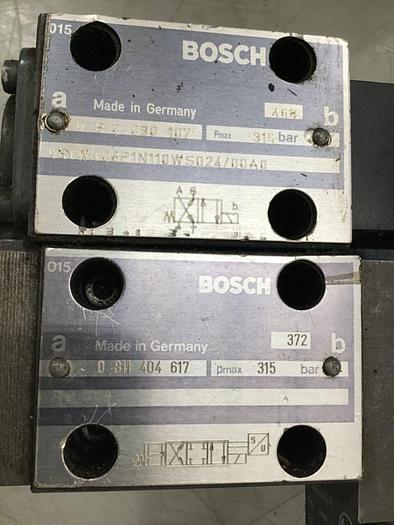 015
BOSCH
a
Made in Germany 468
b
Pmax 315 bar
A B
b
015
BOSCH
a
Made in Germany 372
b
0 811 404 617 pmax 315 bar
S
U